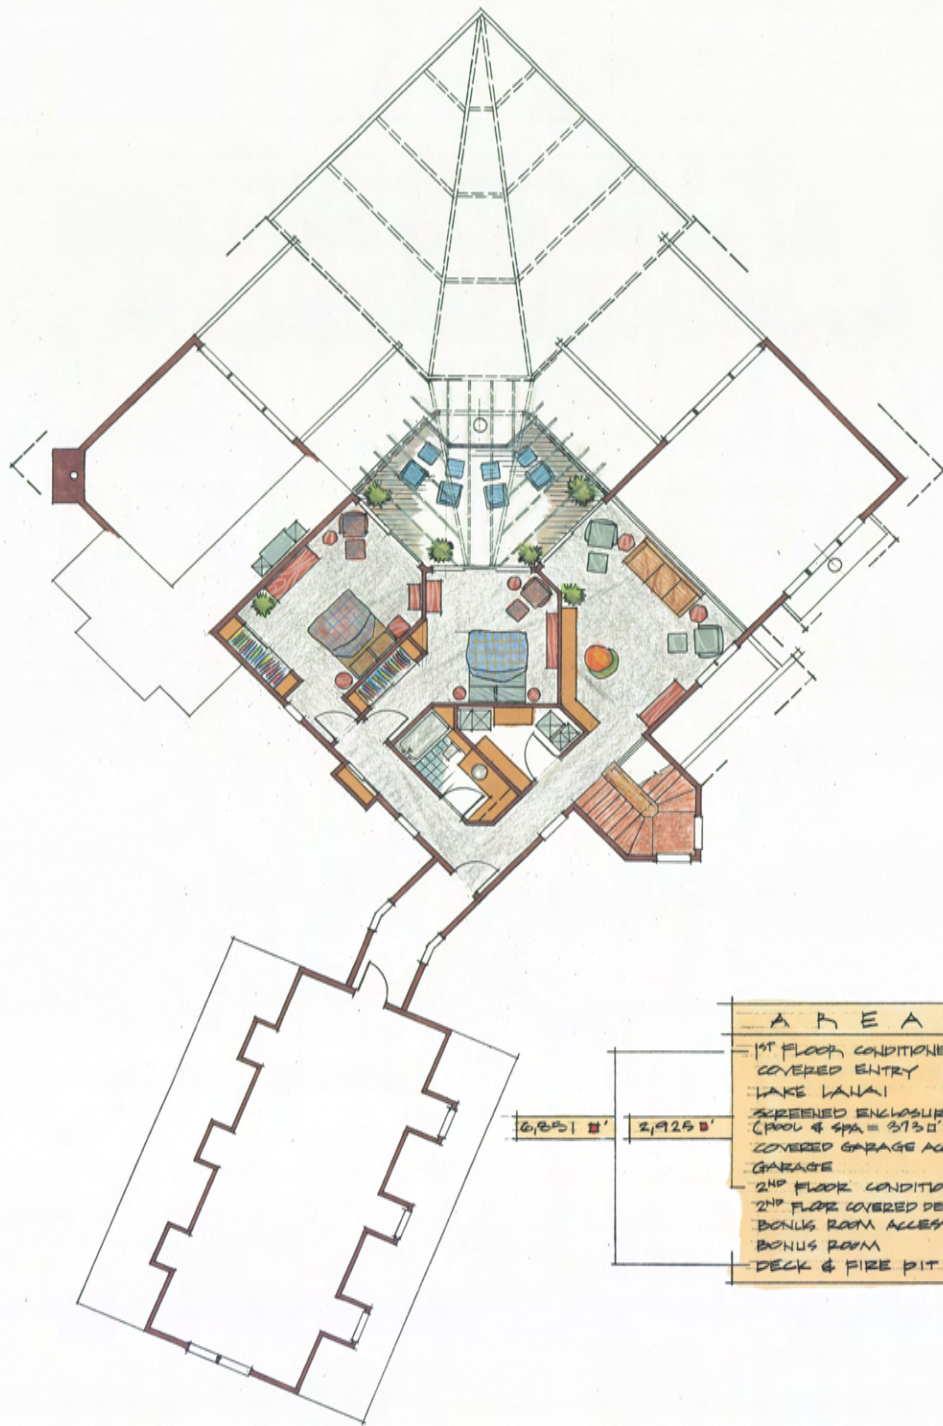 AREA
1ST FLOOR CONDITIONE
COVERED ENTRY
LAKE LANAI
SCREENED ENCLOSUR
(POOL & SPA = 373 □'
COVERED GARAGE AC
GARAGE
2ND FLOOR CONDITIO
2ND FLOOR COVERED DE
BONUS ROOM ACCES
BONUS ROOM
DECK & FIRE PIT
6,851 □'
2,925 □'